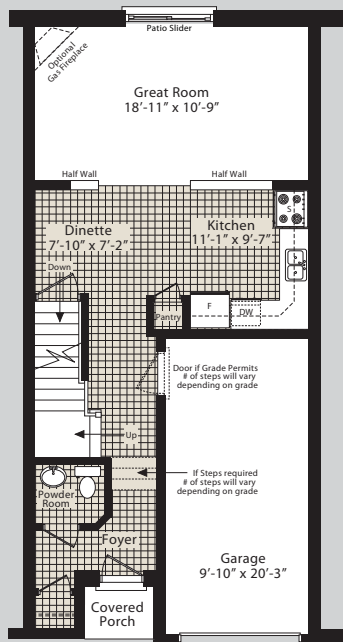 Patio Slider
Optional
Gas Fireplace
Great Room
18'-11" x 10'-9"
Half Wall
Half Wall
Dinette
7'-10" x 7'-2"
Kitchen
11'-1" x 9'-7"
S
Down
Pantry
F
DW
Door if Grade Permits
# of steps will vary
depending on grade
Up
If Steps required
# of steps will vary
depending on grade
Powder
Room
Foyer
Garage
9'-10" x 20'-3"
Covered
Porch